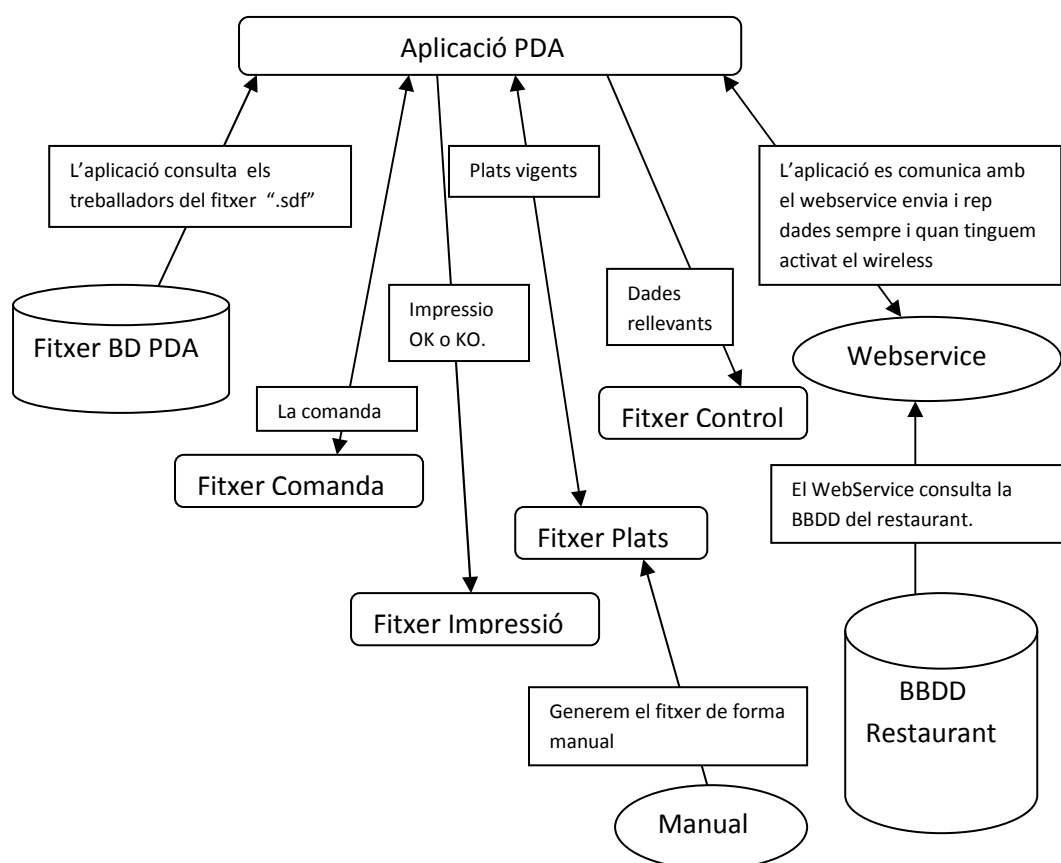 Aplicació PDA
L’aplicació consulta els
treballadors del fitxer “.sdf”
Plats vigents
L’aplicació es comunica amb
el webservice envia i rep
dades sempre i quan tinguem
activat el wireless
Fitxer BD PDA
Impressio
OK o KO.
Dades
rellevants
Webservice
La comanda
Fitxer Control
Fitxer Comanda
El WebService consulta la
BBDD del restaurant.
Fitxer Plats
Fitxer Impressió
BBDD
Restaurant
Generem el fitxer de forma
manual
Manual